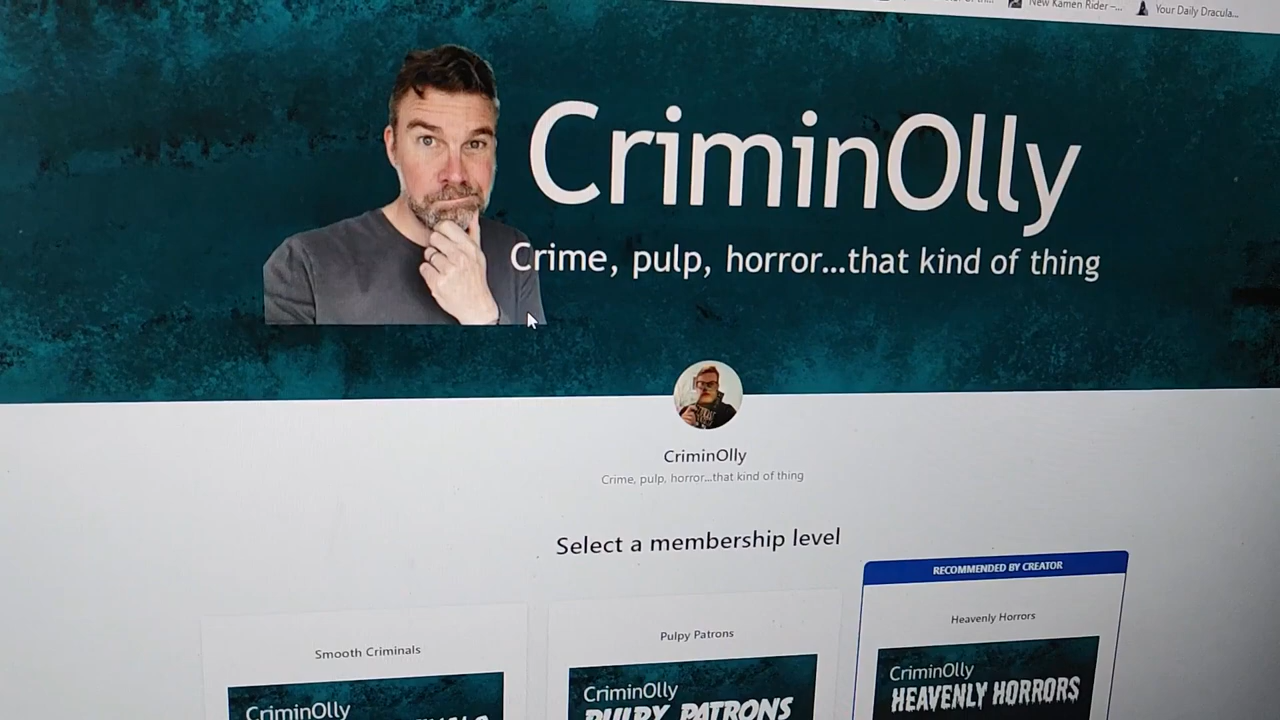 New Kamen Rider –...
Your Daily Dracula...
CriminOlly
Crime, pulp, horror...that kind of thing
CriminOlly
Crime, pulp, horror...that kind of thing
Select a membership level
RECOMMENDED BY CREATOR
Smooth Criminals
Pulpy Patrons
Heavenly Horrors
CriminOlly
CriminOlly
PULPY PATRONS
CriminOlly
HEAVENLY HORRORS